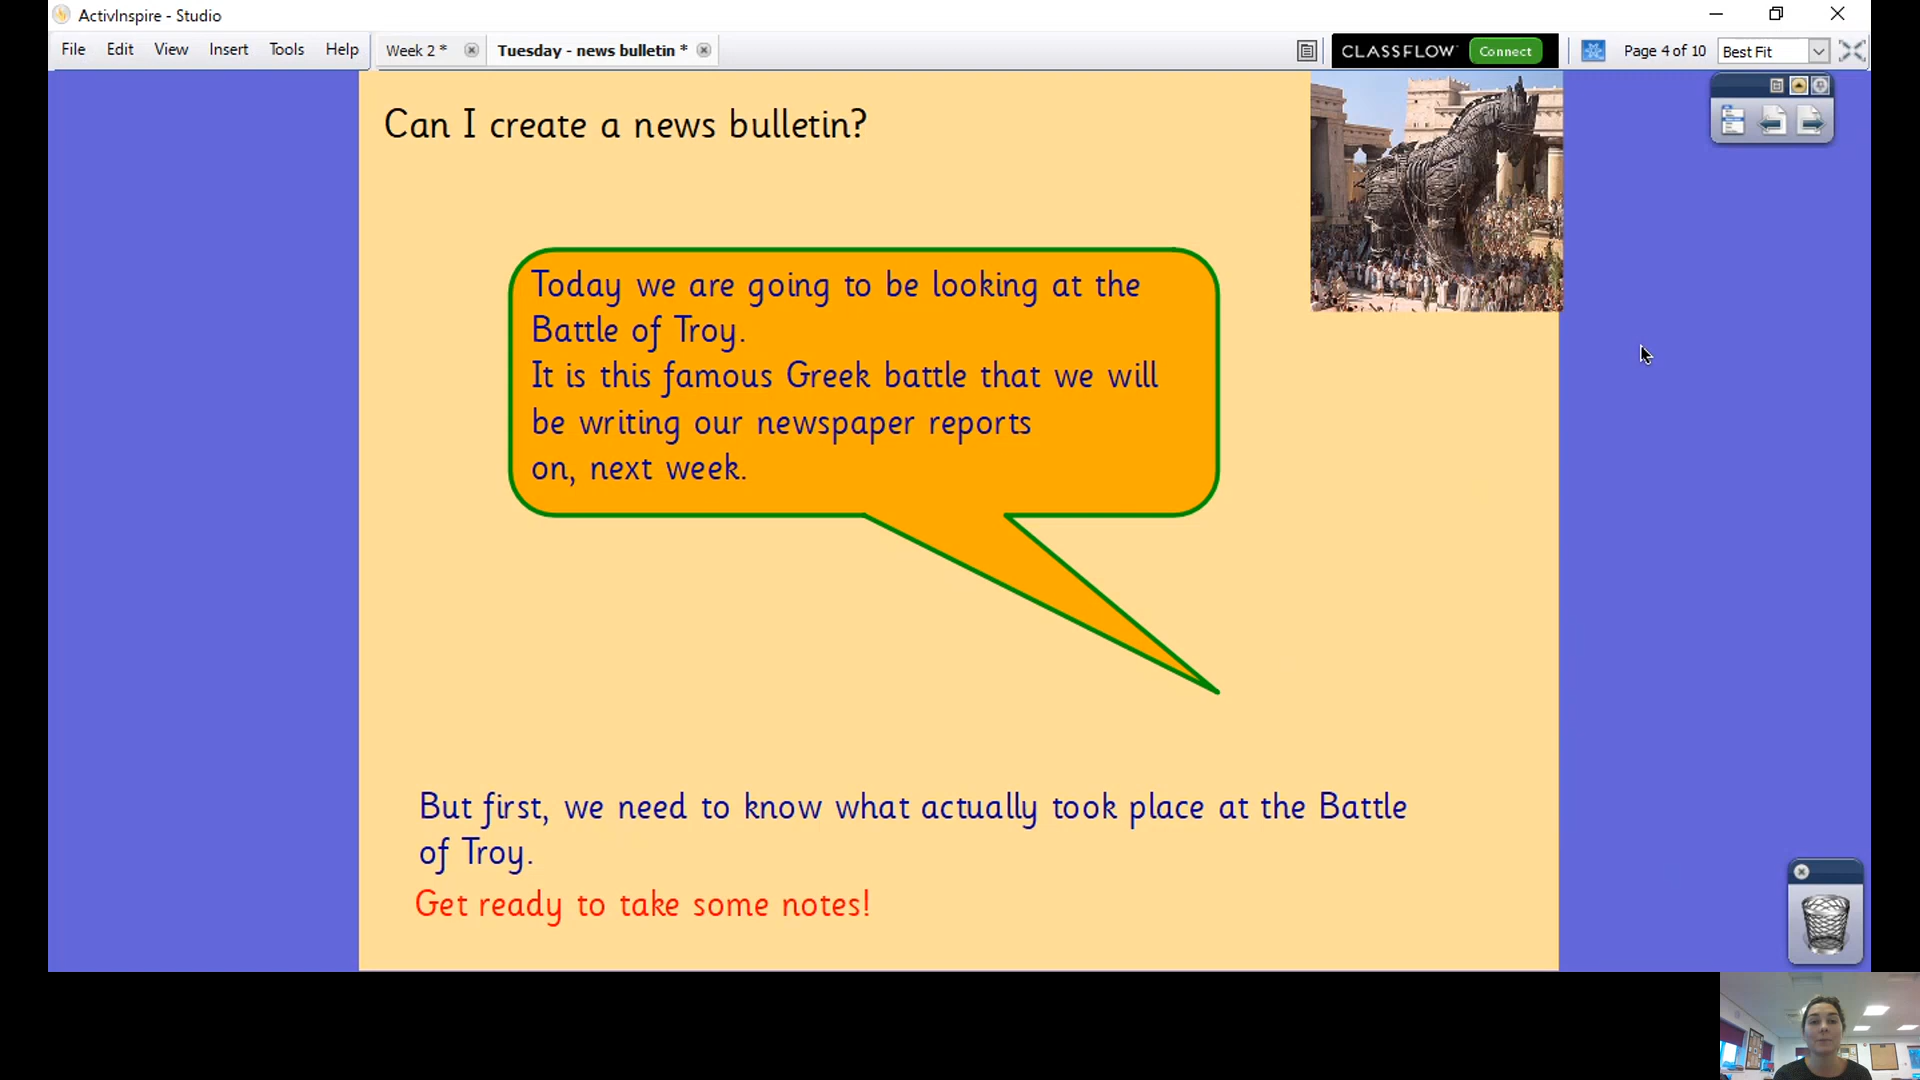 ActivInspire - Studio
File Edit View Insert Tools Help
Week 2 * Tuesday - news bulletin *
CLASSFLOW Connect
Page 4 of 10 Best Fit
Can I create a news bulletin?
Today we are going to be looking at the
Battle of Troy.
It is this famous Greek battle that we will
be writing our newspaper reports
on, next week.
But first, we need to know what actually took place at the Battle
of Troy.
Get ready to take some notes!